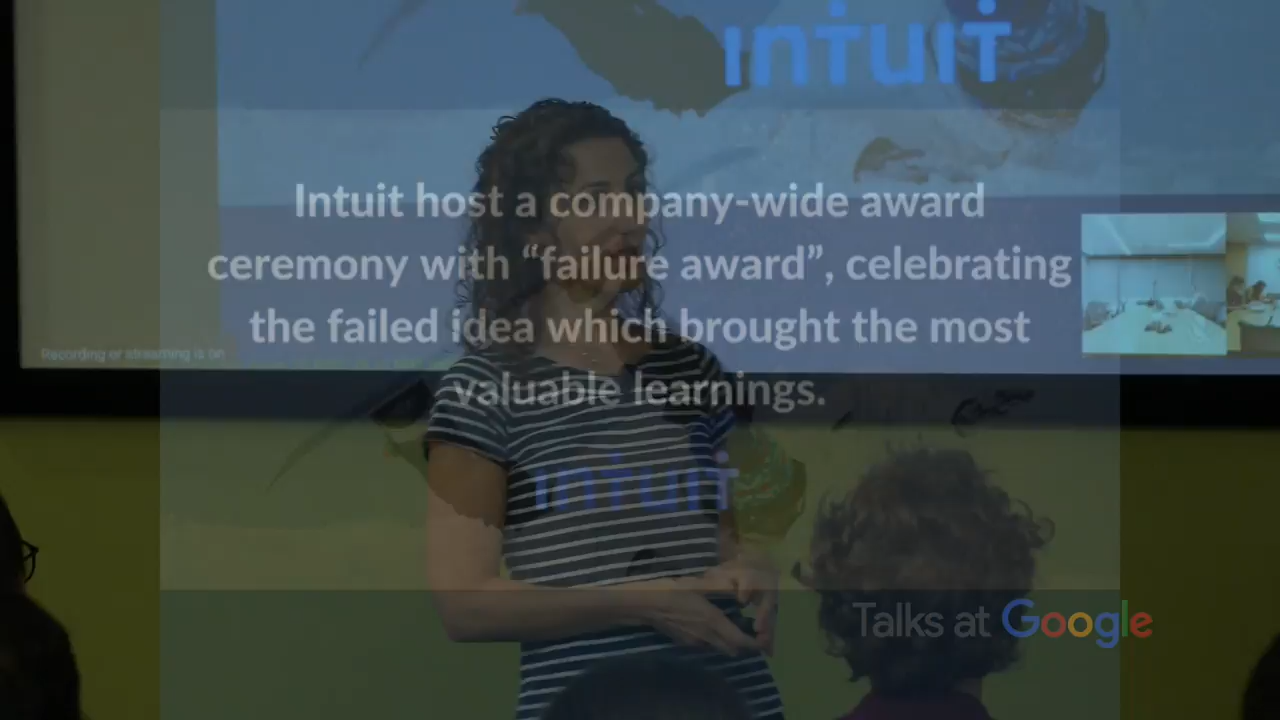 intuit
Intuit host a company-wide award
ceremony with “failure award”, celebrating
the failed idea which brought the most
valuable learnings.
Recording or streaming is on
intuit
Talks at Google